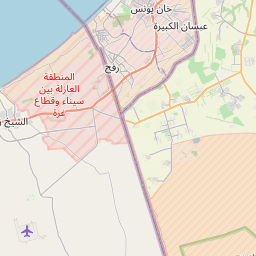 خان يونس
عبسان الكبيرة
رفح
المنطقة
العازلة بين
سيناء وقطاع
غزة
الشيخ